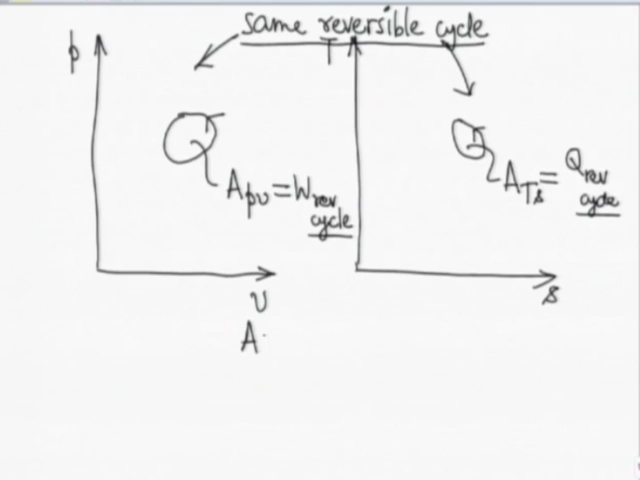 same reversible cycle
p
T
A_pv = W_rev cycle
A_Ts = Q_rev cycle
v
s
A